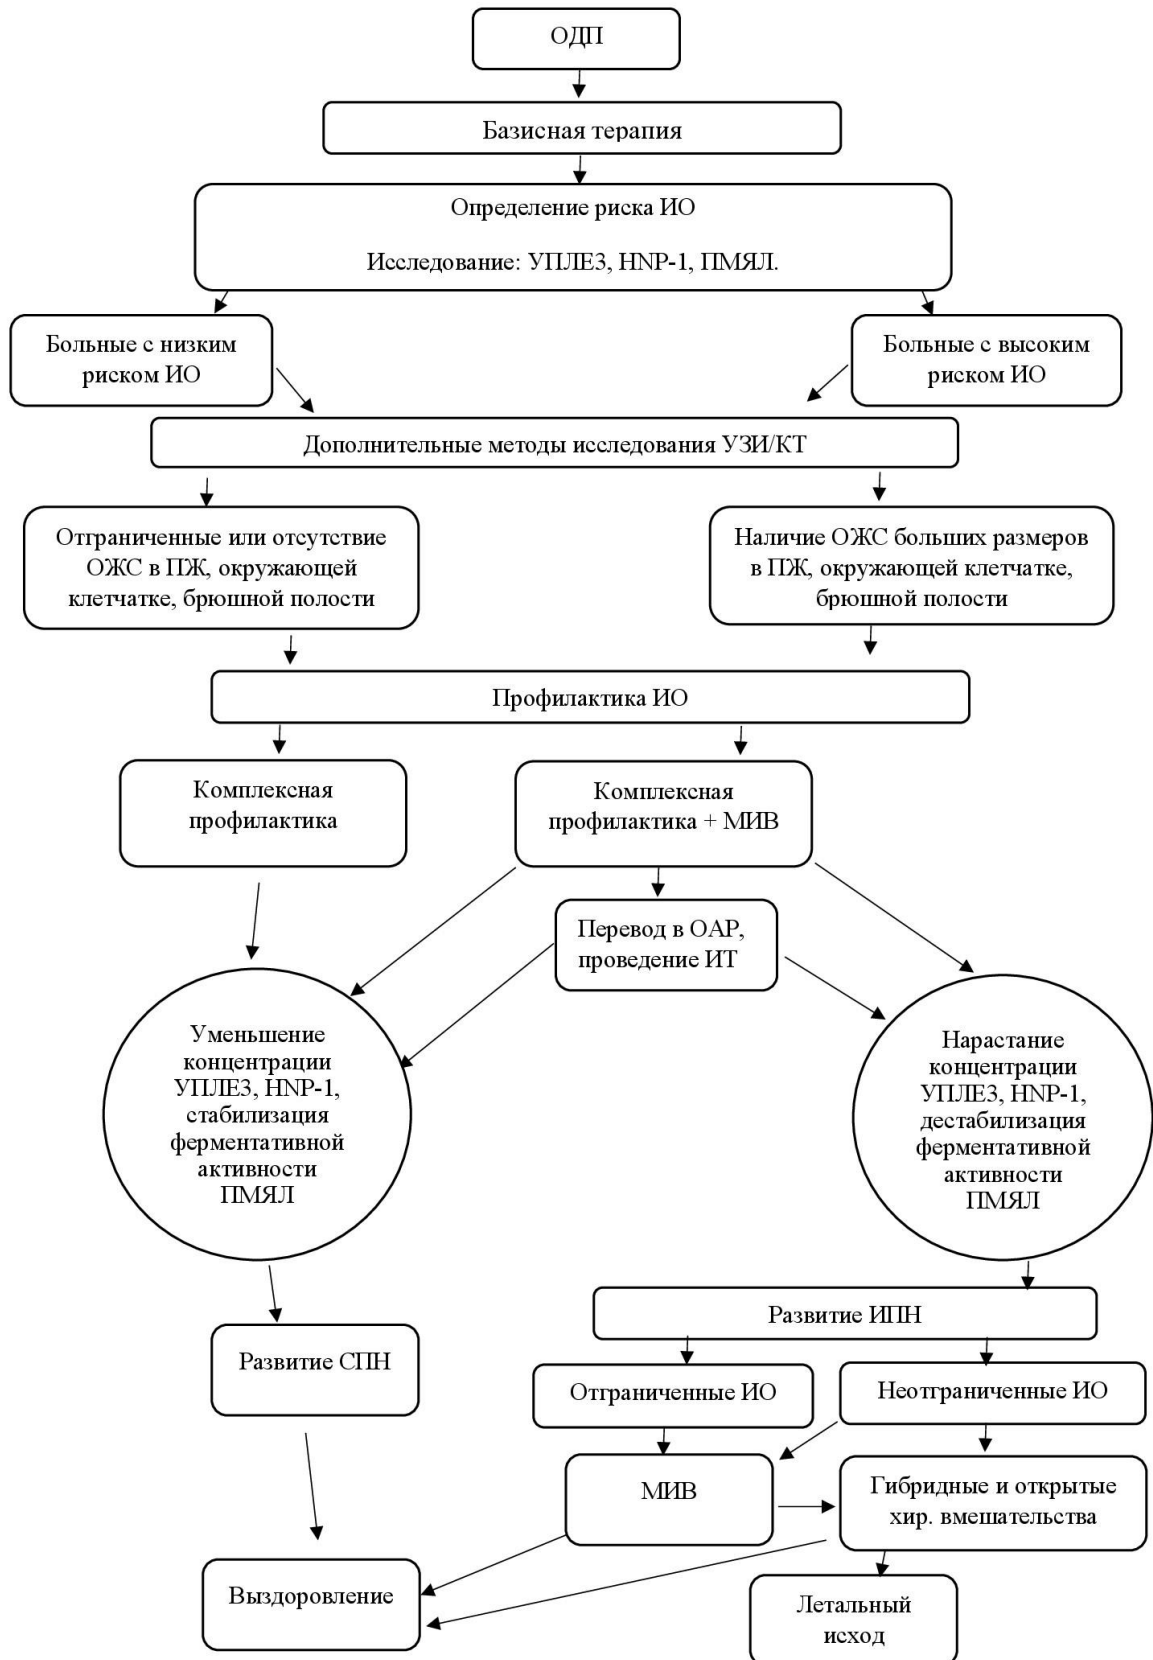 ОДП
Базисная терапия
Определение риска ИО
Исследование: УПЛЕ3, HNP-1, ПМЯЛ.
Больные с низким
риском ИО
Больные с высоким
риском ИО
Дополнительные методы исследования УЗИ/КТ
Отграниченные или отсутствие
ОЖС в ПЖ, окружающей
клетчатке, брюшной полости
Наличие ОЖС больших размеров
в ПЖ, окружающей клетчатке,
брюшной полости
Профилактика ИО
Комплексная
профилактика
Комплексная
профилактика + МИВ
Перевод в ОАР,
проведение ИТ
Уменьшение
концентрации
УПЛЕ3, HNP-1,
стабилизация
ферментативной
активности
ПМЯЛ
Нарастание
концентрации
УПЛЕ3, HNP-1,
дестабилизация
ферментативной
активности
ПМЯЛ
Развитие ИПН
Развитие СПН
Отграниченные ИО
Неотграниченные ИО
МИВ
Гибридные и открытые
хир. вмешательства
Выздоровление
Летальный
исход